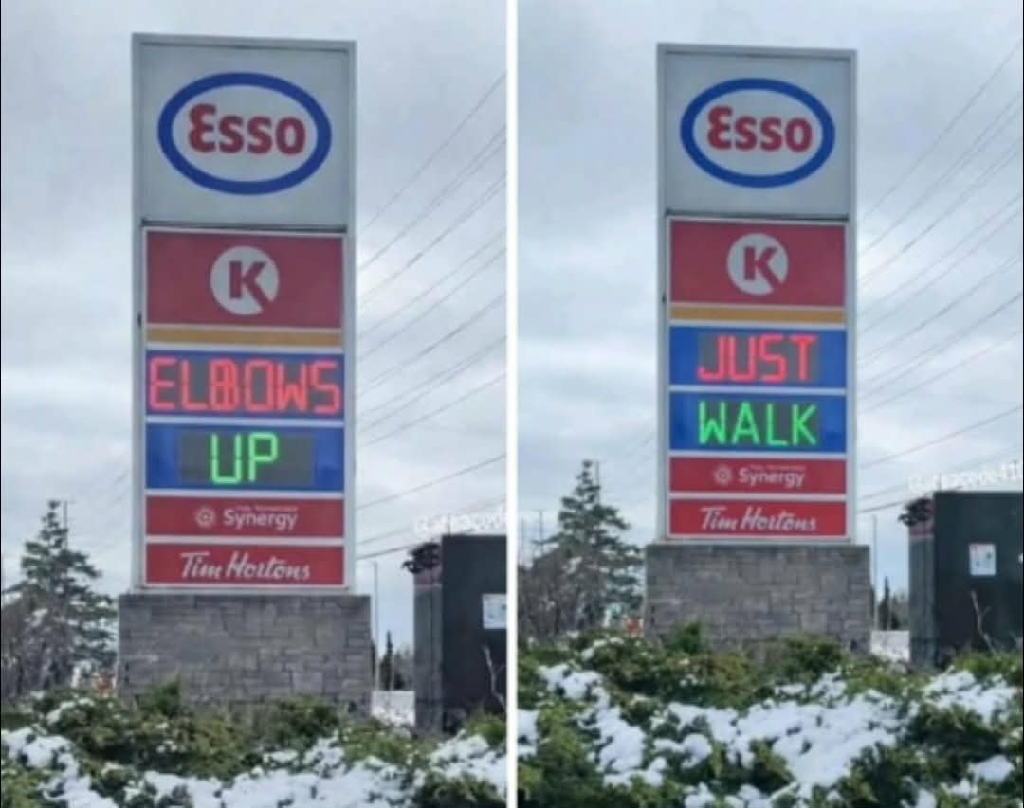 Esso
K
ELBOWS
UP
Synergy
Tim Hortons
Esso
K
JUST
WALK
Synergy
Tim Hortons